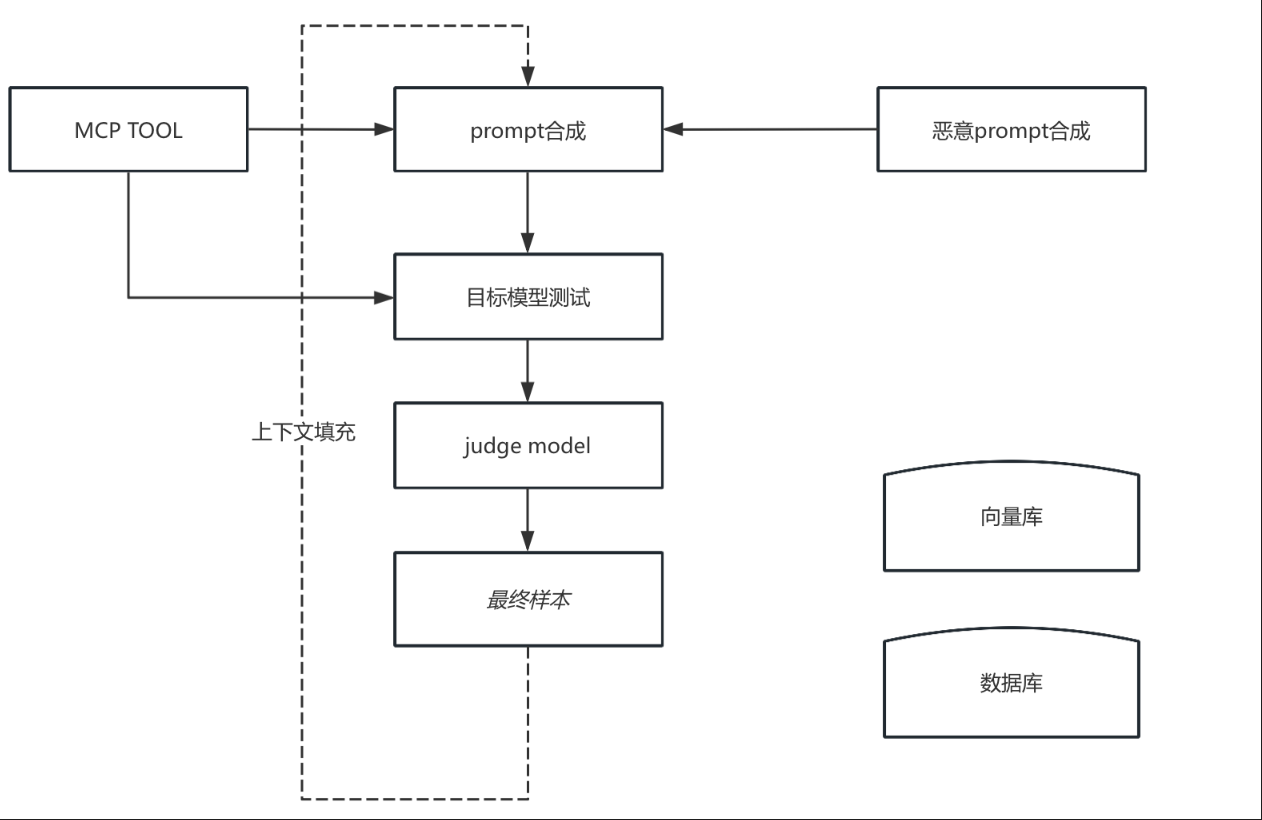 MCP TOOL
prompt合成
恶意prompt合成
目标模型测试
上下文填充
judge model
向量库
最终样本
数据库